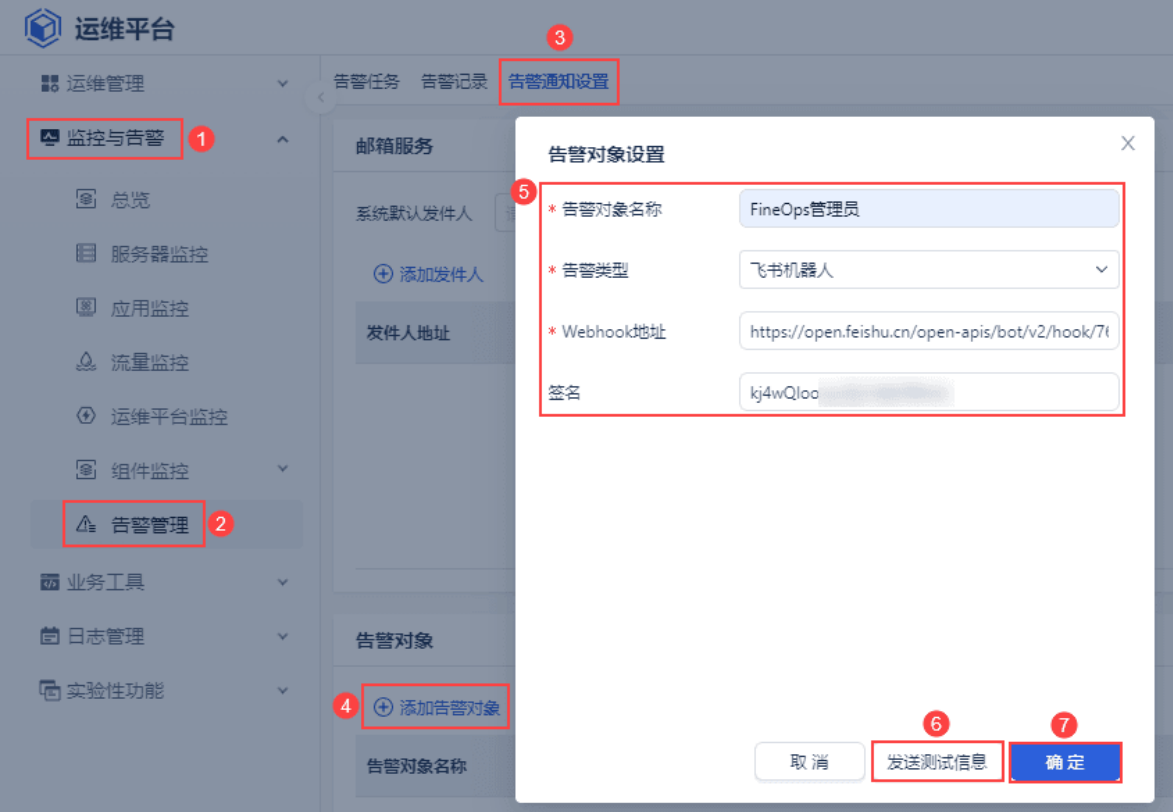 运维平台
运维管理
监控与告警
1
总览
服务器监控
应用监控
流量监控
运维平台监控
组件监控
告警管理
2
业务工具
日志管理
实验性功能
告警任务 告警记录 告警通知设置
3
邮箱服务
系统默认发件人
添加发件人
发件人地址
告警对象
4
添加告警对象
告警对象名称
告警对象设置
5
* 告警对象名称 FineOps管理员
* 告警类型 飞书机器人
* Webhook地址 https://open.feishu.cn/open-apis/bot/v2/hook/76
签名 kj4wQloo
6
7
取 消 发送测试信息 确 定